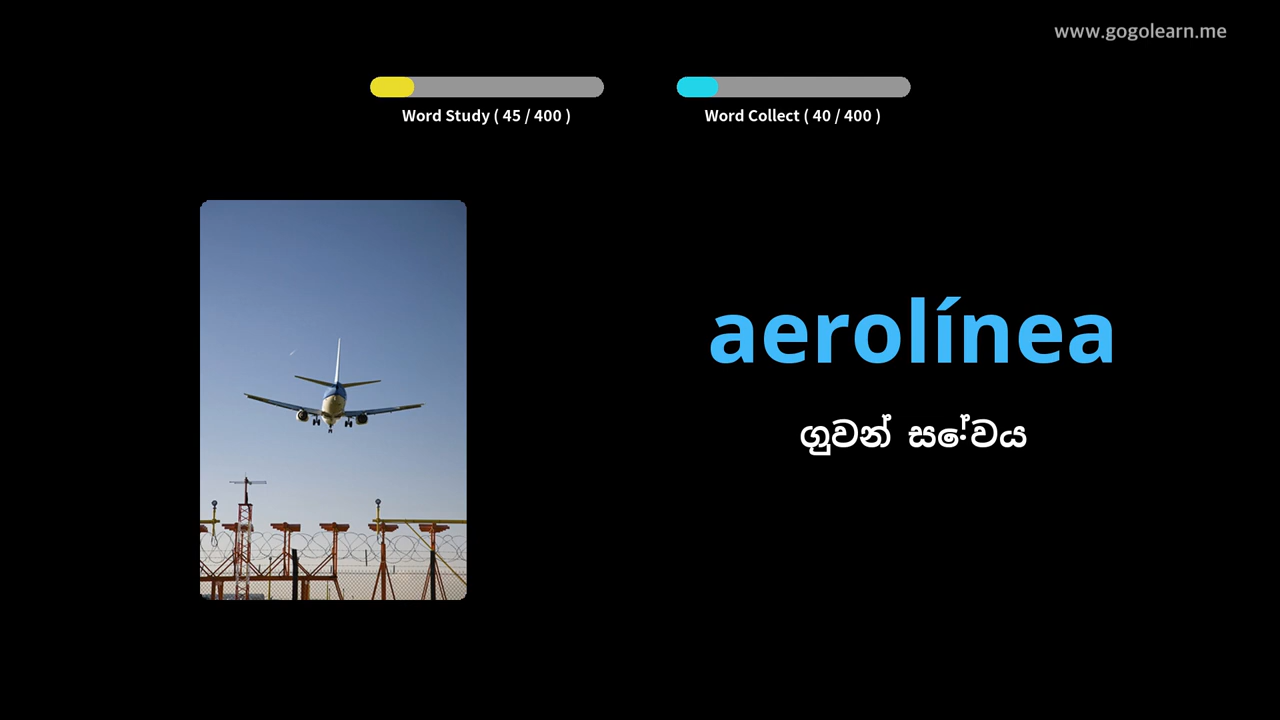 www.gogolearn.me
Word Study ( 45 / 400 )
Word Collect ( 40 / 400 )
aerolínea
ගුවන් සේවය